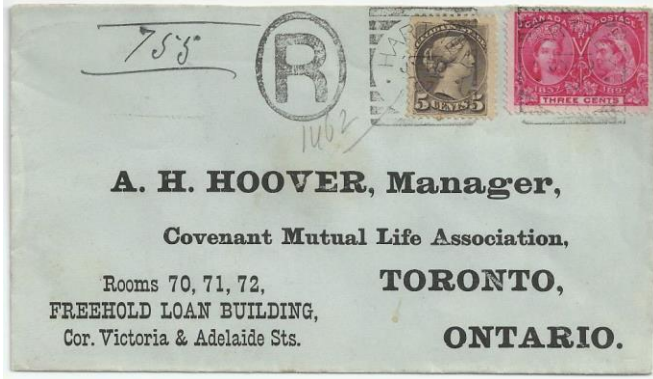 755
R
HA
5 CENTS 5
CANADA POSTAGE
1837 1897
THREE CENTS
1462
A. H. HOOVER, Manager,
Covenant Mutual Life Association,
Rooms 70, 71, 72,
FREEHOLD LOAN BUILDING,
Cor. Victoria & Adelaide Sts.
TORONTO,
ONTARIO.